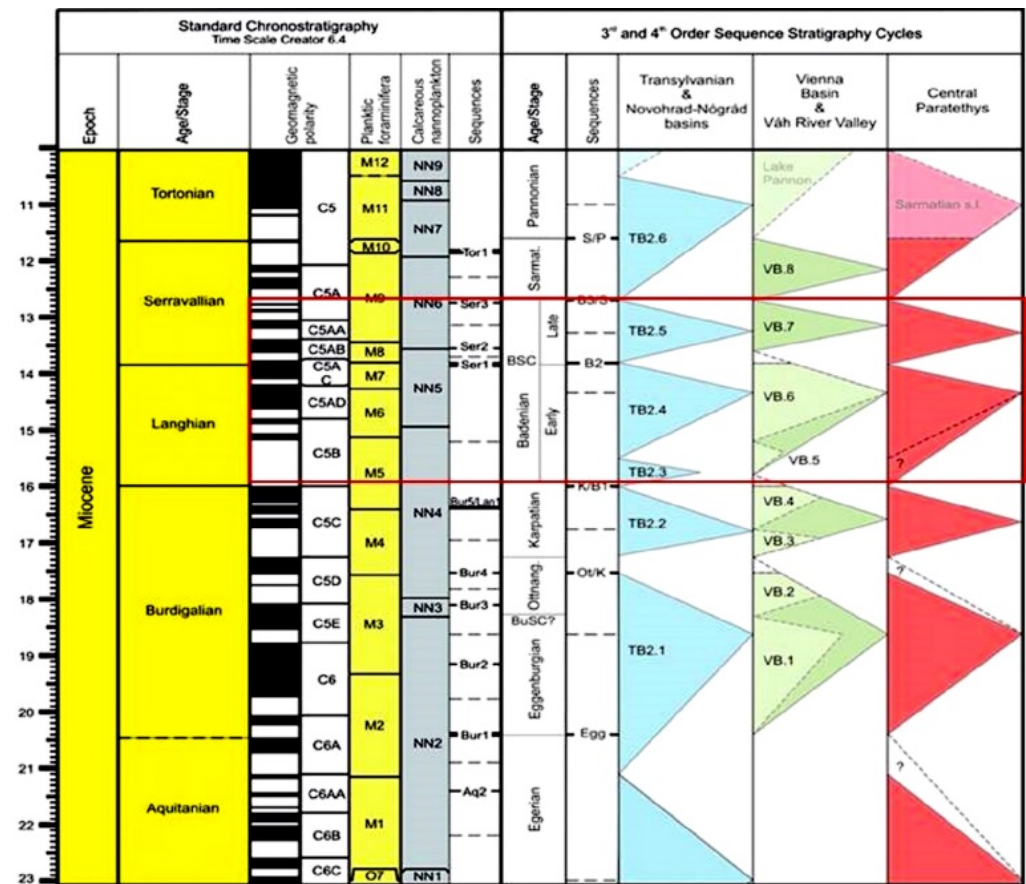 Standard Chronostratigraphy
Time Scale Creator 6.4
3rd and 4th Order Sequence Stratigraphy Cycles
Epoch
Age/Stage
Geomagnetic
polarity
Planktic
foraminifera
Calcareous
nannoplankton
Sequences
Age/Stage
Sequences
Transylvanian
&
Novohrad-Nógrád
basins
Vienna
Basin
&
Váh River Valley
Central
Paratethys
11
12
13
14
15
16
17
18
19
20
21
22
23
Miocene
Tortonian
Serravallian
Langhian
Burdigalian
Aquitanian
C5
C5A
C5AA
C5AB
C5A
C
C5AD
C5B
C5C
C5D
C5E
C6
C6A
C6AA
C6B
C6C
M12
M11
M10
M9
M8
M7
M6
M5
M4
M3
M2
M1
O7
NN9
NN8
NN7
NN6
NN5
NN4
NN3
NN2
NN1
Tor1
Ser3
Ser2
Ser1
Bur5/Lan1
Bur4
Bur3
Bur2
Bur1
Aq2
Pannonian
Sarmat.
Late
BSC
Badenian
Early
Karpatian
Ottnang.
BuSC?
Eggenburgian
Egerian
S/P
B3/S
B2
K/B1
Ot/K
Egg
TB2.6
TB2.5
TB2.4
TB2.3
TB2.2
TB2.1
Lake
Pannon
VB.8
VB.7
VB.6
VB.5
VB.4
VB.3
VB.2
VB.1
Sarmatian s.l.
?
?
?